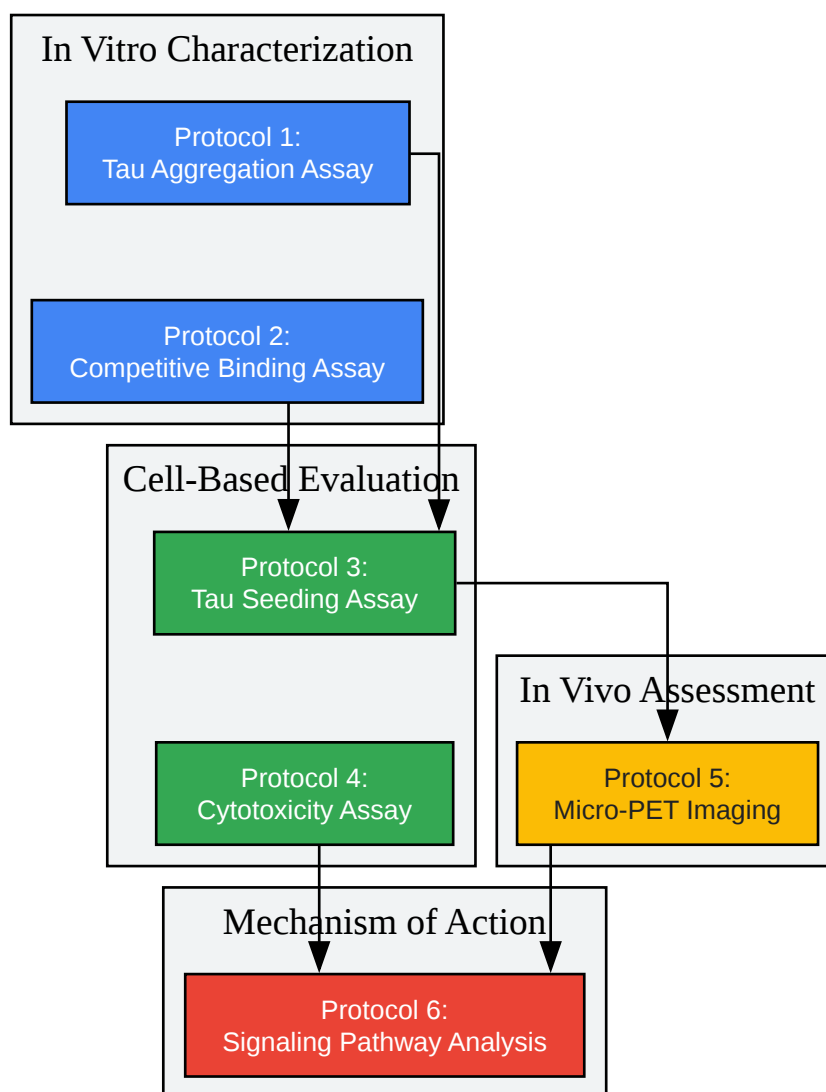 In Vitro Characterization
Protocol 1:
Tau Aggregation Assay
Protocol 2:
Competitive Binding Assay
Cell-Based Evaluation
Protocol 3:
Tau Seeding Assay
In Vivo Assessment
Protocol 4:
Cytotoxicity Assay
Protocol 5:
Micro-PET Imaging
Mechanism of Action
Protocol 6:
Signaling Pathway Analysis